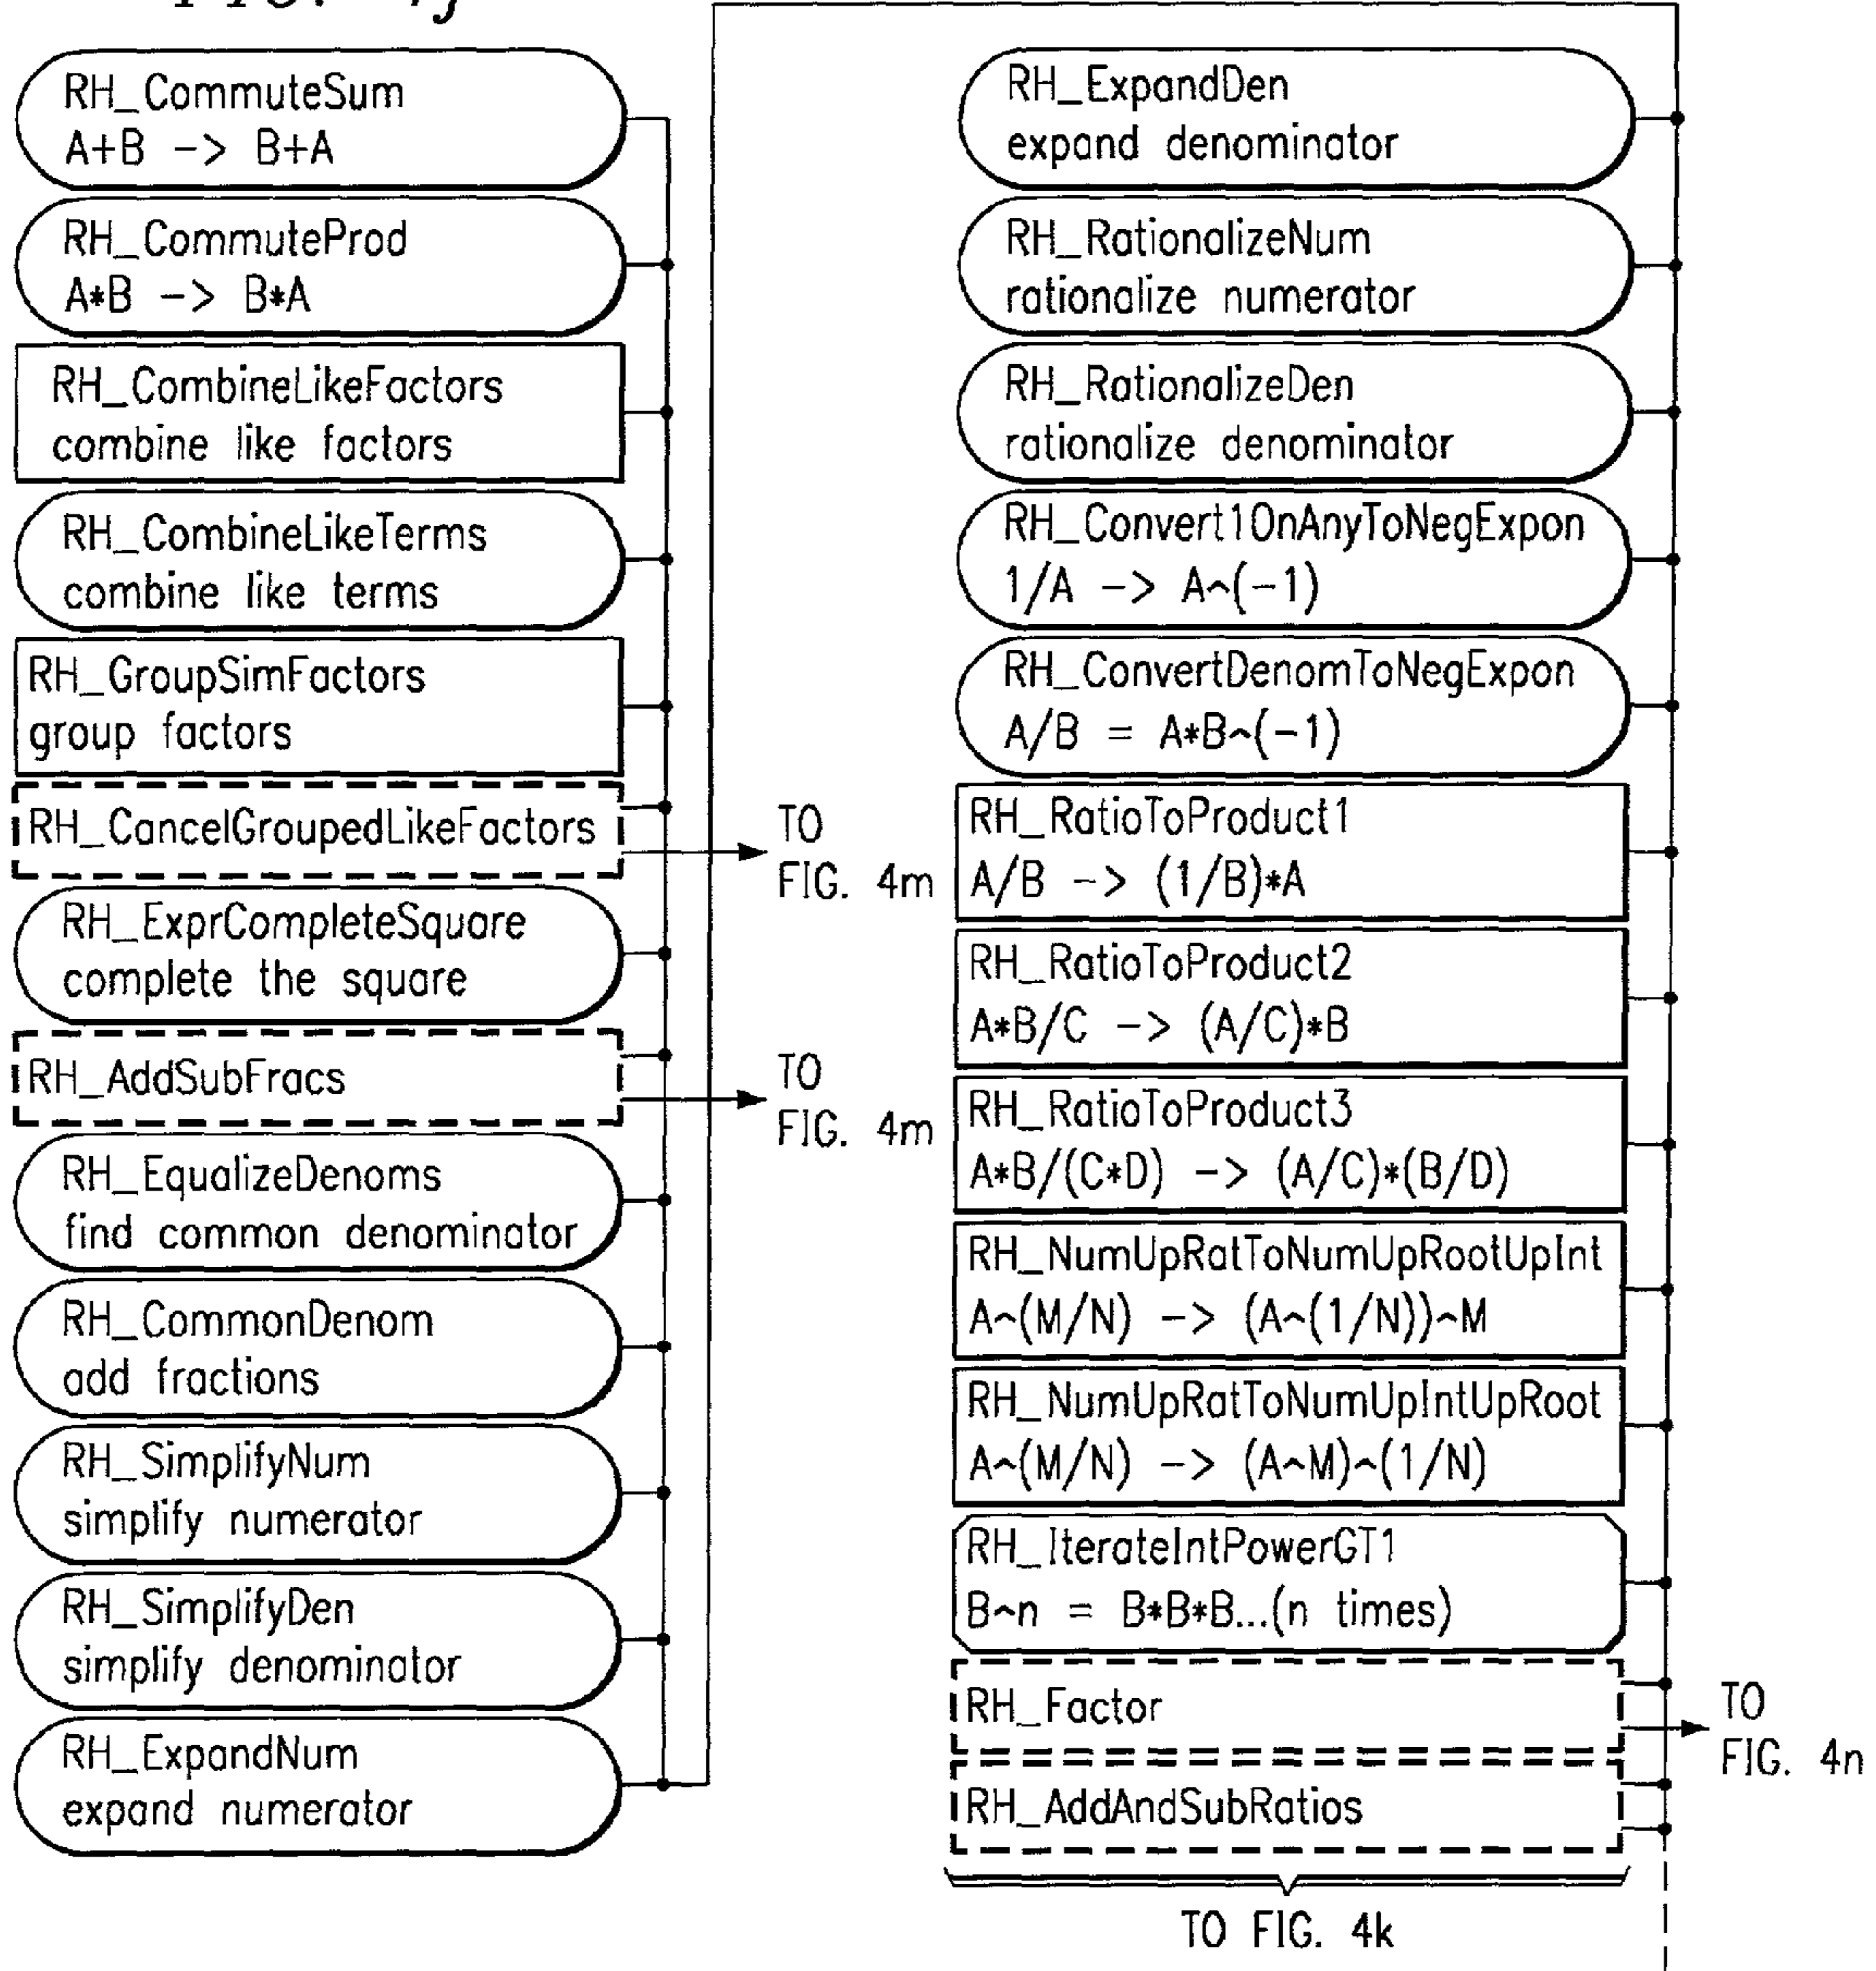 FIG. 4j
RH_CommuteSum
A+B -> B+A
RH_CommuteProd
A*B -> B*A
RH_CombineLikeFactors
combine like factors
RH_CombineLikeTerms
combine like terms
RH_GroupSimFactors
group factors
RH_CancelGroupedLikeFactors
TO
FIG. 4m
RH_ExprCompleteSquare
complete the square
RH_AddSubFracs
TO
FIG. 4m
RH_EqualizeDenoms
find common denominator
RH_CommonDenom
add fractions
RH_SimplifyNum
simplify numerator
RH_SimplifyDen
simplify denominator
RH_ExpandNum
expand numerator
RH_ExpandDen
expand denominator
RH_RationalizeNum
rationalize numerator
RH_RationalizeDen
rationalize denominator
RH_Convert1OnAnyToNegExpon
1/A -> A^(-1)
RH_ConvertDenomToNegExpon
A/B = A*B^(-1)
RH_RatioToProduct1
A/B -> (1/B)*A
RH_RatioToProduct2
A*B/C -> (A/C)*B
RH_RatioToProduct3
A*B/(C*D) -> (A/C)*(B/D)
RH_NumUpRatToNumUpRootUpInt
A^(M/N) -> (A^(1/N))^M
RH_NumUpRatToNumUpIntUpRoot
A^(M/N) -> (A^M)^(1/N)
RH_IterateIntPowerGT1
B^n = B*B*B...(n times)
RH_Factor
TO
FIG. 4n
RH_AddAndSubRatios
TO FIG. 4k